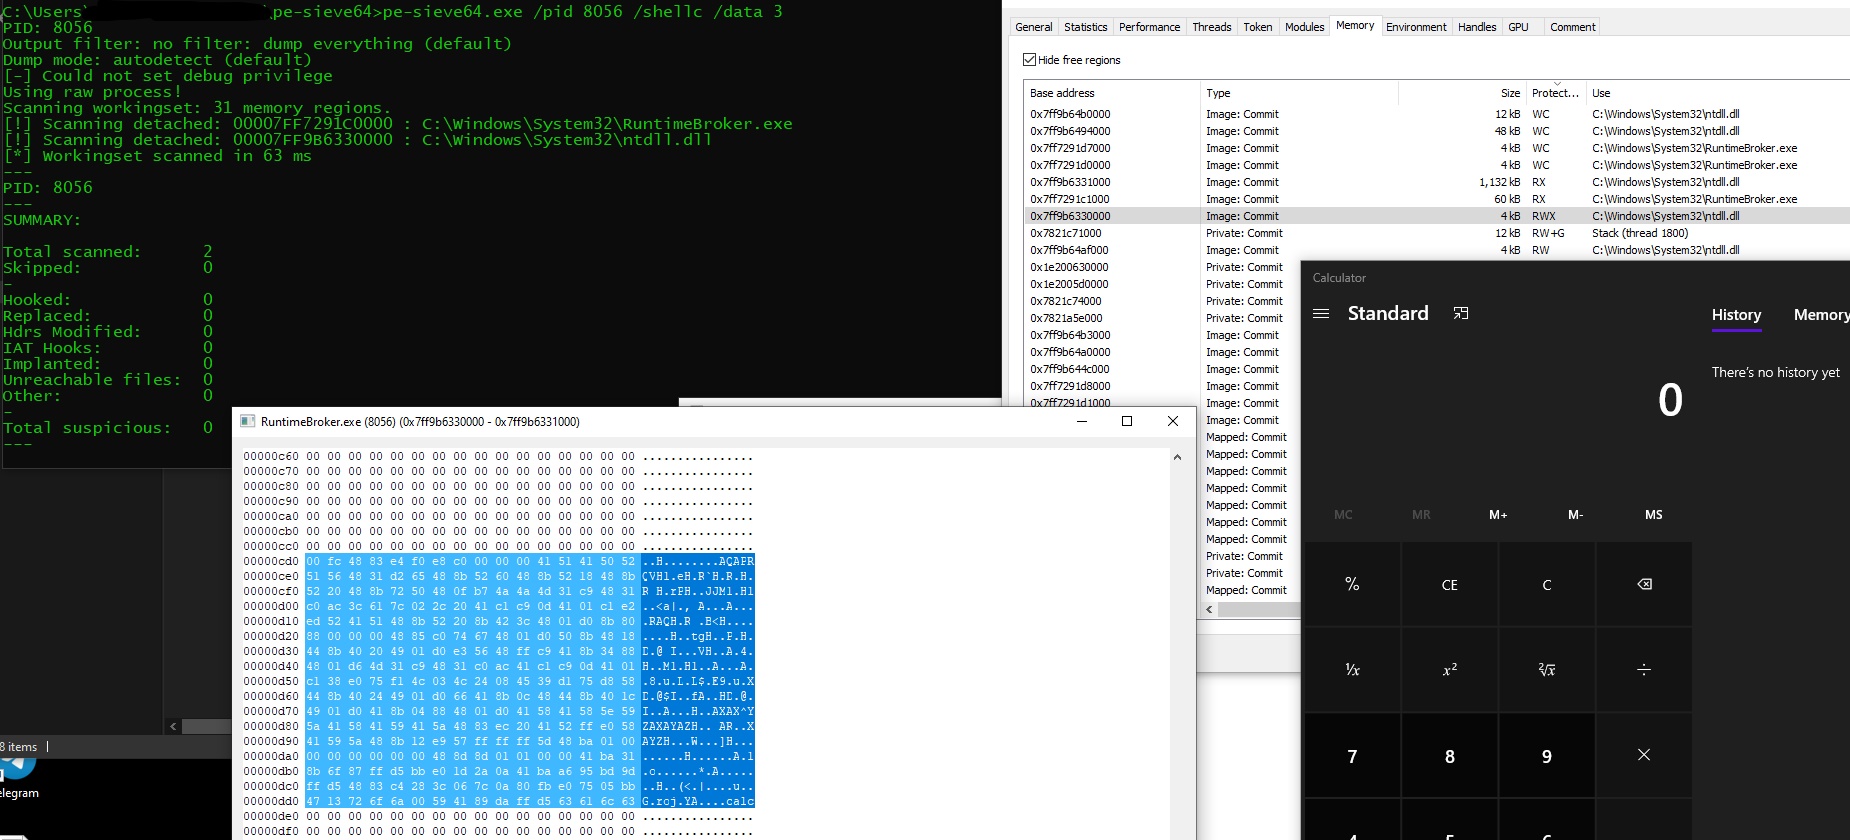 C:\Users\ \pe-sieve64>pe-sieve64.exe /pid 8056 /shellc /data 3
PID: 8056
Output filter: no filter: dump everything (default)
Dump mode: autodetect (default)
[-] Could not set debug privilege
Using raw process!
Scanning workingset: 31 memory regions.
[!] Scanning detached: 00007FF7291C0000 : C:\Windows\System32\RuntimeBroker.exe
[!] Scanning detached: 00007FF9B6330000 : C:\Windows\System32\ntdll.dll
[*] Workingset scanned in 63 ms
---
PID: 8056
---
SUMMARY:
Total scanned: 2
Skipped: 0
-
Hooked: 0
Replaced: 0
Hdrs Modified: 0
IAT Hooks: 0
Implanted: 0
Unreachable files: 0
Other: 0
-
Total suspicious: 0
---
General Statistics Performance Threads Token Modules Memory Environment Handles GPU Comment
Hide free regions
Base address Type Size Protect... Use
0x7ff9b64b0000 Image: Commit 12 kB WC C:\Windows\System32\ntdll.dll
0x7ff9b6494000 Image: Commit 48 kB WC C:\Windows\System32\ntdll.dll
0x7ff7291d7000 Image: Commit 4 kB WC C:\Windows\System32\RuntimeBroker.exe
0x7ff7291d0000 Image: Commit 4 kB WC C:\Windows\System32\RuntimeBroker.exe
0x7ff9b6331000 Image: Commit 1,132 kB RX C:\Windows\System32\ntdll.dll
0x7ff7291c1000 Image: Commit 60 kB RX C:\Windows\System32\RuntimeBroker.exe
0x7ff9b6330000 Image: Commit 4 kB RWX C:\Windows\System32\ntdll.dll
0x7821c71000 Private: Commit 12 kB RW+G Stack (thread 1800)
0x7ff9b64af000 Image: Commit 4 kB RW C:\Windows\System32\ntdll.dll
0x1e200630000 Private: Commit
0x1e2005d0000 Private: Commit
0x7821c74000 Private: Commit
0x7821a5e000 Private: Commit
0x7ff9b64b3000 Image: Commit
0x7ff9b64a0000 Image: Commit
0x7ff9b644c000 Image: Commit
0x7ff7291d8000 Image: Commit
0x7ff7291d1000 Image: Commit
Image: Commit
Mapped: Commit
Mapped: Commit
Mapped: Commit
Mapped: Commit
Mapped: Commit
Mapped: Commit
Mapped: Commit
Private: Commit
Private: Commit
Mapped: Commit
RuntimeBroker.exe (8056) (0x7ff9b6330000 - 0x7ff9b6331000)
00000c60 00 00 00 00 00 00 00 00 00 00 00 00 00 00 00 00 ................
00000c70 00 00 00 00 00 00 00 00 00 00 00 00 00 00 00 00 ................
00000c80 00 00 00 00 00 00 00 00 00 00 00 00 00 00 00 00 ................
00000c90 00 00 00 00 00 00 00 00 00 00 00 00 00 00 00 00 ................
00000ca0 00 00 00 00 00 00 00 00 00 00 00 00 00 00 00 00 ................
00000cb0 00 00 00 00 00 00 00 00 00 00 00 00 00 00 00 00 ................
00000cc0 00 00 00 00 00 00 00 00 00 00 00 00 00 00 00 00 ................
00000cd0 00 fc 48 83 e4 f0 e8 c0 00 00 00 41 51 41 50 52 ..H........AQAPR
00000ce0 51 56 48 31 d2 65 48 8b 52 60 48 8b 52 18 48 8b QVH1.eH.R`H.R.H.
00000cf0 52 20 48 8b 72 50 48 0f b7 4a 4a 4d 31 c9 48 31 R H.rPH..JJM1.H1
00000d00 c0 ac 3c 61 7c 02 2c 20 41 c1 c9 0d 41 01 c1 e2 ..<a|., A...A...
00000d10 ed 52 41 51 48 8b 52 20 8b 42 3c 48 01 d0 8b 80 .RAQH.R .B<H....
00000d20 88 00 00 00 48 85 c0 74 67 48 01 d0 50 8b 48 18 ....H..tgH..P.H.
00000d30 44 8b 40 20 49 01 d0 e3 56 48 ff c9 41 8b 34 88 D.@ I...VH..A.4.
00000d40 48 01 d6 4d 31 c9 48 31 c0 ac 41 c1 c9 0d 41 01 H..M1.H1..A...A.
00000d50 c1 38 e0 75 f1 4c 03 4c 24 08 45 39 d1 75 d8 58 .8.u.L.L$.E9.u.X
00000d60 44 8b 40 24 49 01 d0 66 41 8b 0c 48 44 8b 40 1c D.@$I..fA..HD.@.
00000d70 49 01 d0 41 8b 04 88 48 01 d0 41 58 41 58 5e 59 I..A...H..AXAX^Y
00000d80 5a 41 58 41 59 41 5a 48 83 ec 20 41 52 ff e0 58 ZAXAYAZH.. AR..X
00000d90 41 59 5a 48 8b 12 e9 57 ff ff ff 5d 48 ba 01 00 AYZH...W...]H...
00000da0 00 00 00 00 00 00 48 8d 8d 01 01 00 00 41 ba 31 ......H......A.1
00000db0 8b 6f 87 ff d5 bb e0 1d 2a 0a 41 ba a6 95 bd 9d .o......*.A.....
00000dc0 ff d5 48 83 c4 28 3c 06 7c 0a 80 fb e0 75 05 bb ..H..(<.|....u..
00000dd0 47 13 72 6f 6a 00 59 41 89 da ff d5 63 61 6c 63 G.roj.YA....calc
00000de0 00 00 00 00 00 00 00 00 00 00 00 00 00 00 00 00 ................
00000df0 00 00 00 00 00 00 00 00 00 00 00 00 00 00 00 00 ................
8 items
elegram
Calculator
Standard
History Memory
There's no history yet
0
MC MR M+ M- MS
% CE C
¹/x x² ²√x ÷
7 8 9 ×
4 5 6